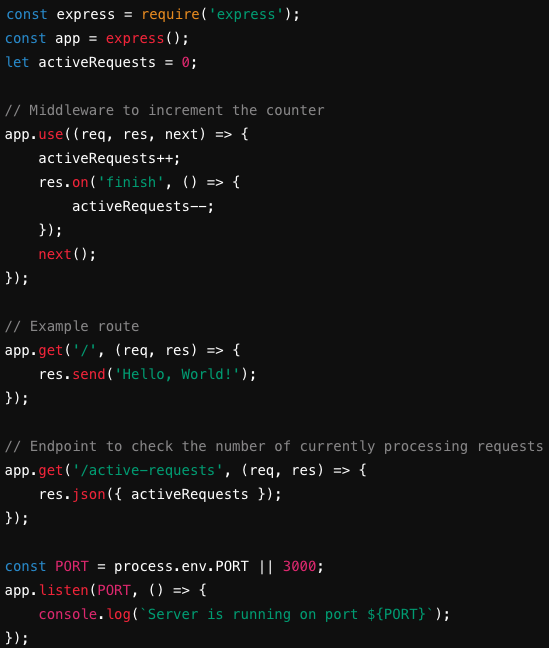 const express = require('express');
const app = express();
let activeRequests = 0;

// Middleware to increment the counter
app.use((req, res, next) => {
    activeRequests++;
    res.on('finish', () => {
        activeRequests--;
    });
    next();
});

// Example route
app.get('/', (req, res) => {
    res.send('Hello, World!');
});

// Endpoint to check the number of currently processing requests
app.get('/active-requests', (req, res) => {
    res.json({ activeRequests });
});

const PORT = process.env.PORT || 3000;
app.listen(PORT, () => {
    console.log(`Server is running on port ${PORT}`);
});